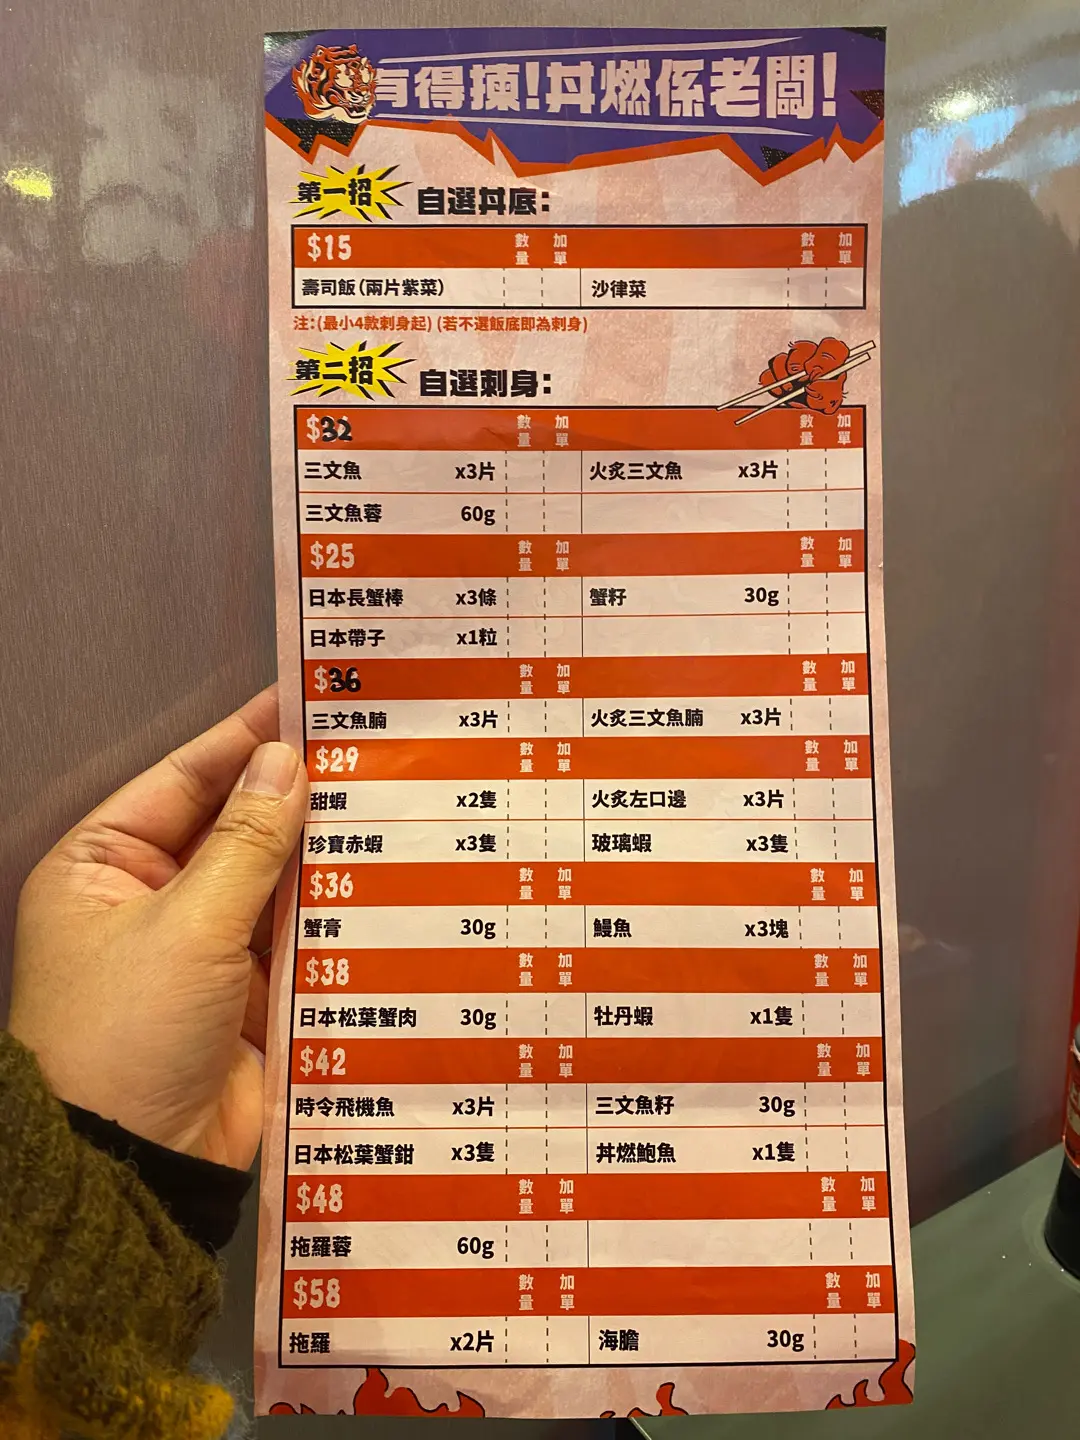 有得揀!丼燃係老闆!
第一招 自選丼底：
$15 數量 加單 數量 加單
壽司飯(兩片紫菜) 沙律菜
注:(最小4款刺身起) (若不選飯底即為刺身)
第二招 自選刺身：
$32 數量 加單 數量 加單
三文魚 x3片 火炙三文魚 x3片
三文魚蓉 60g
$25 數量 加單 數量 加單
日本長蟹棒 x3條 蟹籽 30g
日本帶子 x1粒
$36 數量 加單 數量 加單
三文魚腩 x3片 火炙三文魚腩 x3片
$29 數量 加單 數量 加單
甜蝦 x2隻 火炙左口邊 x3片
珍寶赤蝦 x3隻 玻璃蝦 x3隻
$36 數量 加單 數量 加單
蟹膏 30g 鰻魚 x3塊
$38 數量 加單 數量 加單
日本松葉蟹肉 30g 牡丹蝦 x1隻
$42 數量 加單 數量 加單
時令飛機魚 x3片 三文魚籽 30g
日本松葉蟹鉗 x3隻 丼燃鮑魚 x1隻
$48 數量 加單 數量 加單
拖羅蓉 60g
$58 數量 加單 數量 加單
拖羅 x2片 海膽 30g